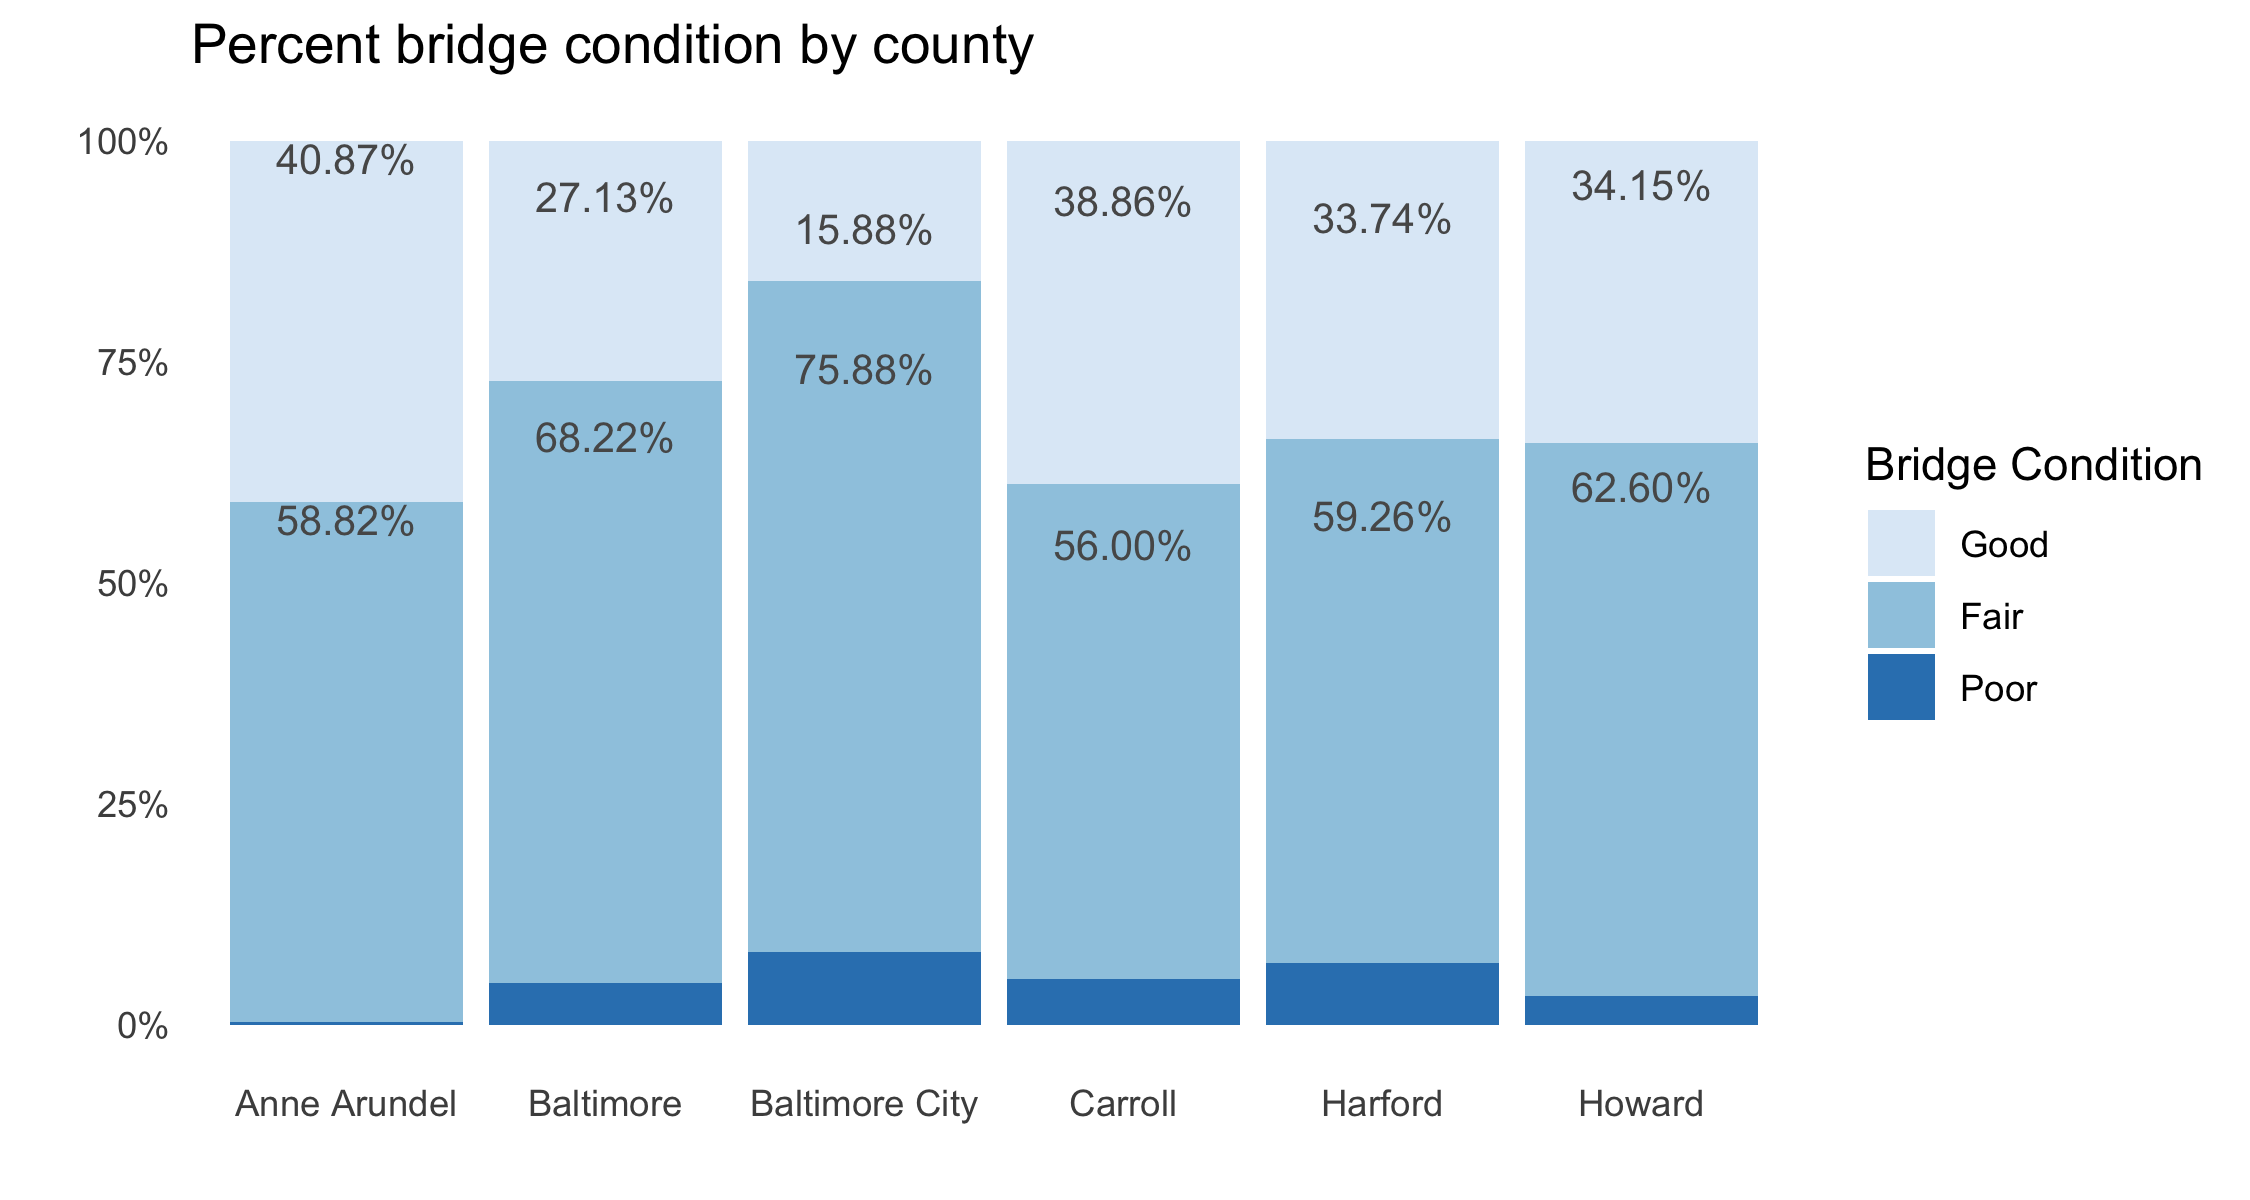 Percent bridge condition by county
100%
75%
50%
25%
0%
40.87%
27.13%
15.88%
38.86%
33.74%
34.15%
58.82%
68.22%
75.88%
56.00%
59.26%
62.60%
Anne Arundel
Baltimore
Baltimore City
Carroll
Harford
Howard
Bridge Condition
Good
Fair
Poor